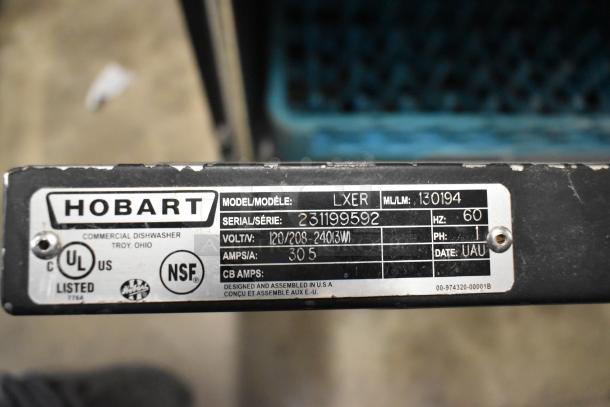 HOBART
COMMERCIAL DISHWASHER
TROY, OHIO
C UL US
LISTED
776A
NSF
MODEL/MODÈLE: LXER ML/LM: 130194
SERIAL/SÉRIE: 231199592 HZ: 60
VOLT/V: 120/208-240(3W) PH: 1
AMPS/A: 30.5 DATE: UAU
CB AMPS:
DESIGNED AND ASSEMBLED IN U.S.A.
CONÇU ET ASSEMBLÉ AUX E.-U.
00-974320-00001B